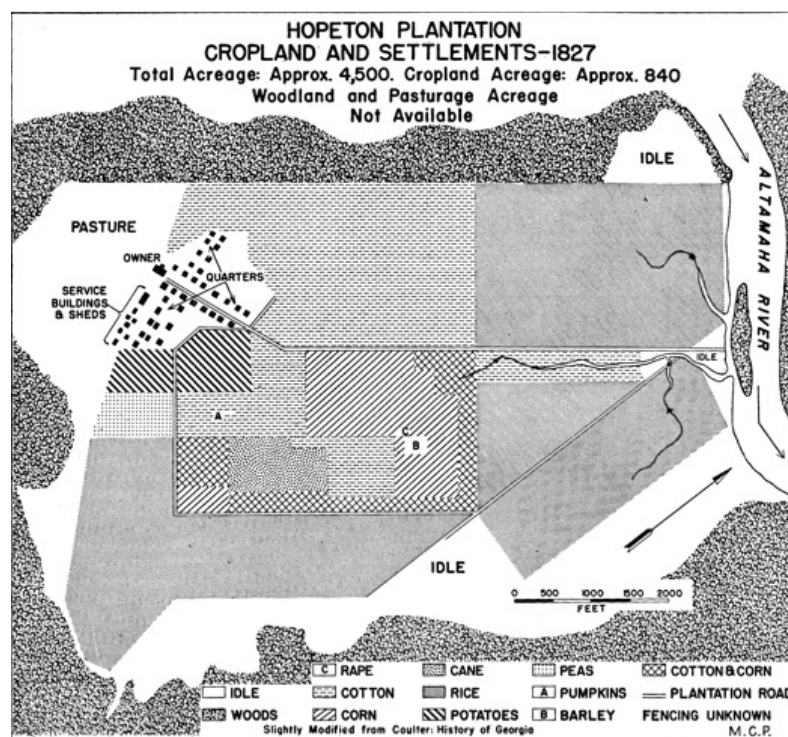 HOPETON PLANTATION
CROPLAND AND SETTLEMENTS-1827
Total Acreage: Approx. 4,500. Cropland Acreage: Approx. 840
Woodland and Pasturage Acreage
Not Available
IDLE
ALTAMAHA RIVER
PASTURE
OWNER
QUARTERS
SERVICE
BUILDINGS
& SHEDS
IDLE
A
C
B
IDLE
0 500 1000 1500 2000
FEET
C RAPE CANE PEAS COTTON & CORN
IDLE COTTON RICE A PUMPKINS PLANTATION ROAD
WOODS CORN POTATOES B BARLEY FENCING UNKNOWN
Slightly Modified from Coulter: History of Georgia M.C.P.